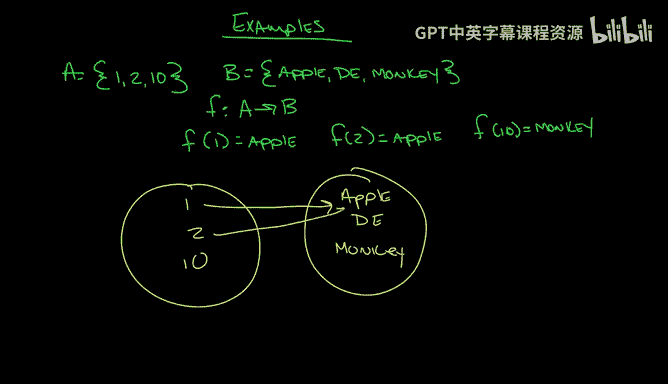 EXAMPLES
GPT中英字幕课程资源 bilibili
A = {1, 2, 10} B = {APPLE, DE, MONKEY}
f: A → B
f(1) = APPLE f(2) = APPLE f(10) = MONKEY
1 APPLE
2 DE
10 MONKEY